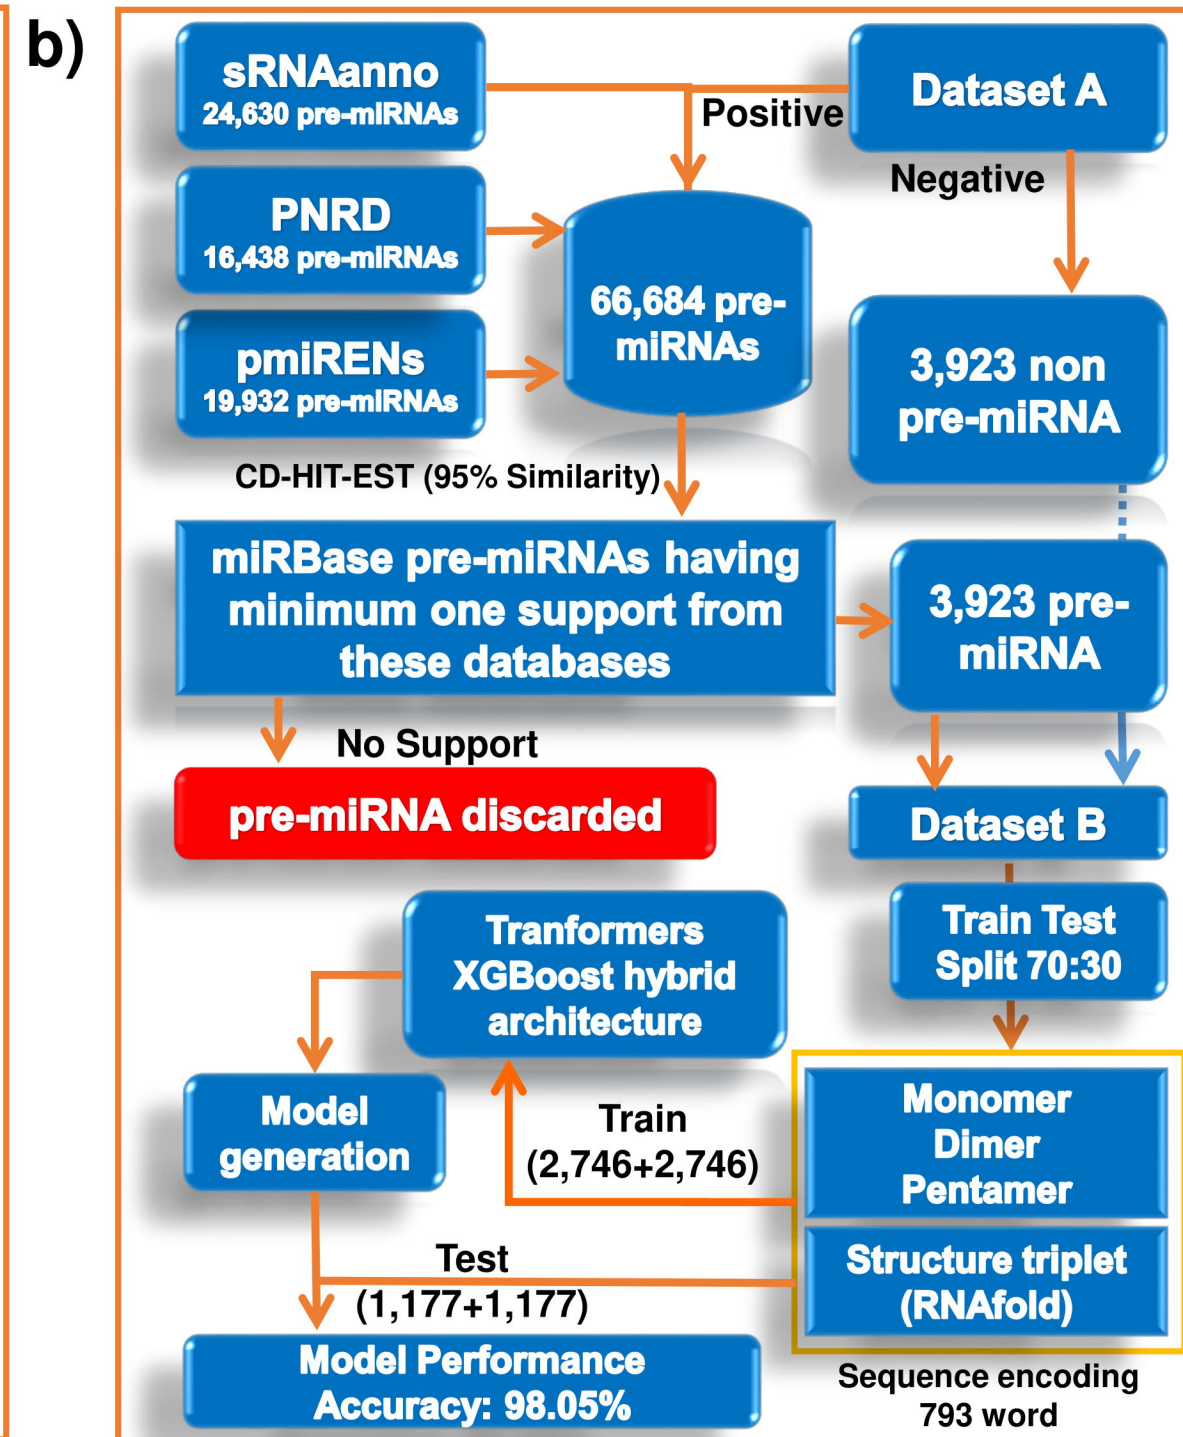 b)
sRNAanno
24,630 pre-miRNAs
Dataset A
Positive
Negative
PNRD
16,438 pre-miRNAs
66,684 pre-
miRNAs
pmiRENs
19,932 pre-miRNAs
3,923 non
pre-miRNA
CD-HIT-EST (95% Similarity)
miRBase pre-miRNAs having
minimum one support from
these databases
3,923 pre-
miRNA
No Support
pre-miRNA discarded
Dataset B
Train Test
Split 70:30
Tranformers
XGBoost hybrid
architecture
Model
generation
Train
(2,746+2,746)
Monomer
Dimer
Pentamer
Structure triplet
(RNAfold)
Test
(1,177+1,177)
Model Performance
Accuracy: 98.05%
Sequence encoding
793 word